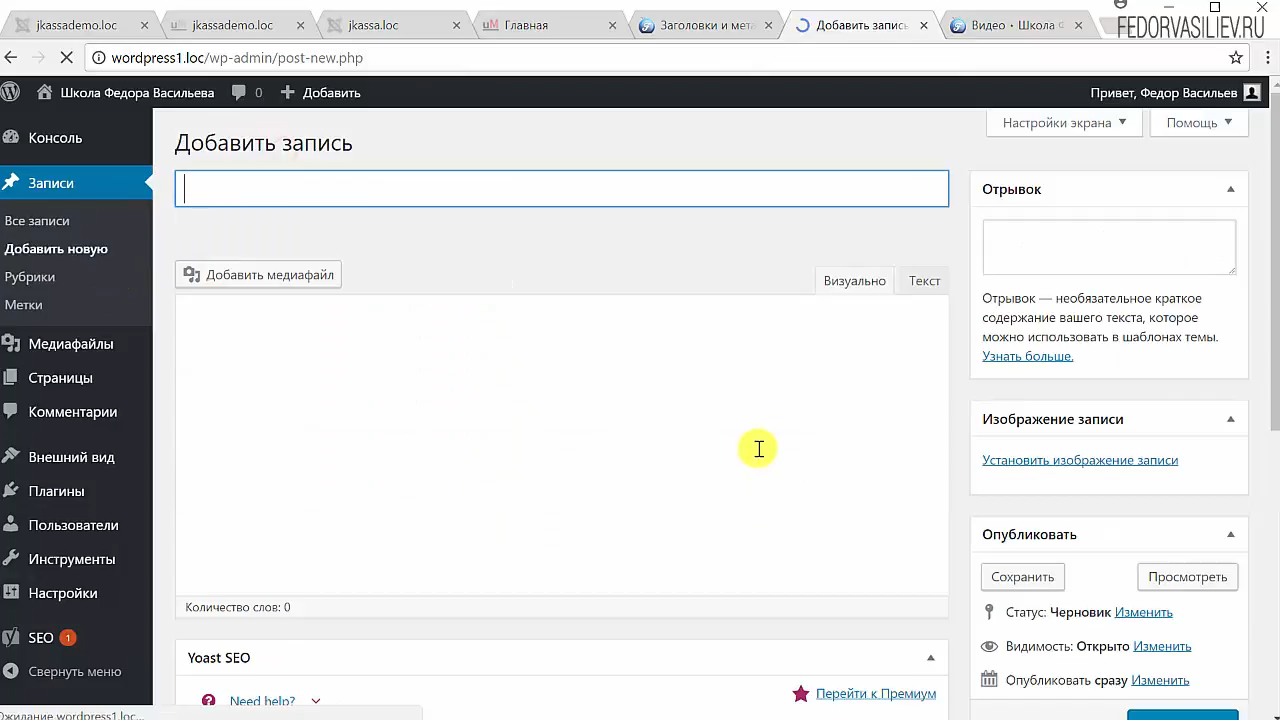 jkassademo.loc
jkassademo.loc
jkassa.loc
Главная
Заголовки и мета
Добавить запись
Видео • Школа Ф
FEDORVASILIEV.RU
wordpress1.loc/wp-admin/post-new.php
Школа Федора Васильева
0
Добавить
Привет, Федор Васильев
Консоль
Записи
Все записи
Добавить новую
Рубрики
Метки
Медиафайлы
Страницы
Комментарии
Внешний вид
Плагины
Пользователи
Инструменты
Настройки
SEO 1
Свернуть меню
Настройки экрана
Помощь
Добавить запись
Добавить медиафайл
Визуально
Текст
Количество слов: 0
Yoast SEO
Need help?
Перейти к Премиум
Отрывок
Отрывок — необязательное краткое
содержание вашего текста, которое
можно использовать в шаблонах темы.
Узнать больше.
Изображение записи
Установить изображение записи
Опубликовать
Сохранить
Просмотреть
Статус: Черновик Изменить
Видимость: Открыто Изменить
Опубликовать сразу Изменить
Ожидание wordpress1.loc...